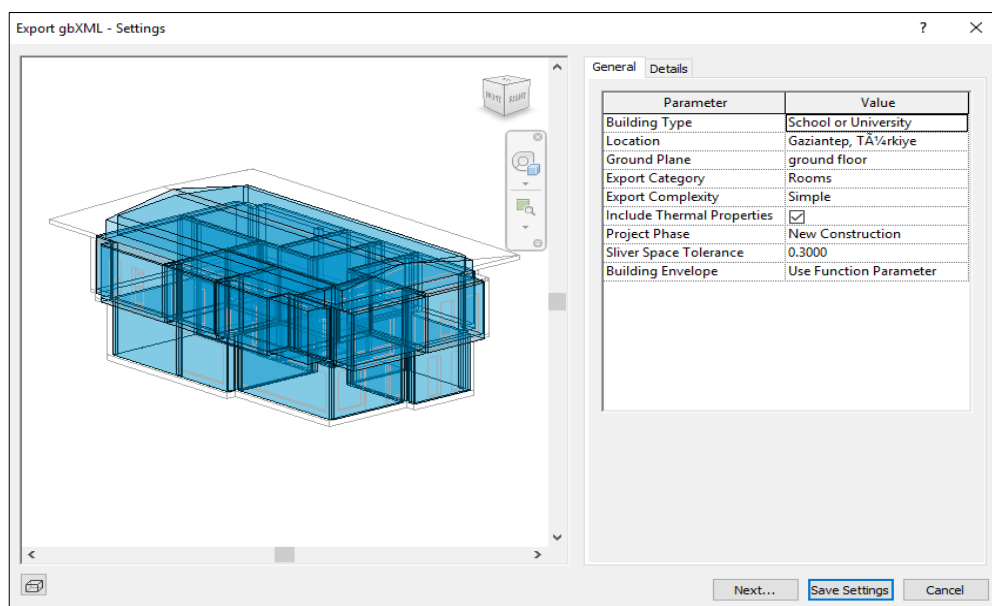 Export gbXML - Settings
?
FRONT RIGHT
General Details
Parameter Value
Building Type School or University
Location Gaziantep, TÃ¼rkiye
Ground Plane ground floor
Export Category Rooms
Export Complexity Simple
Include Thermal Properties
Project Phase New Construction
Sliver Space Tolerance 0.3000
Building Envelope Use Function Parameter
Next... Save Settings Cancel